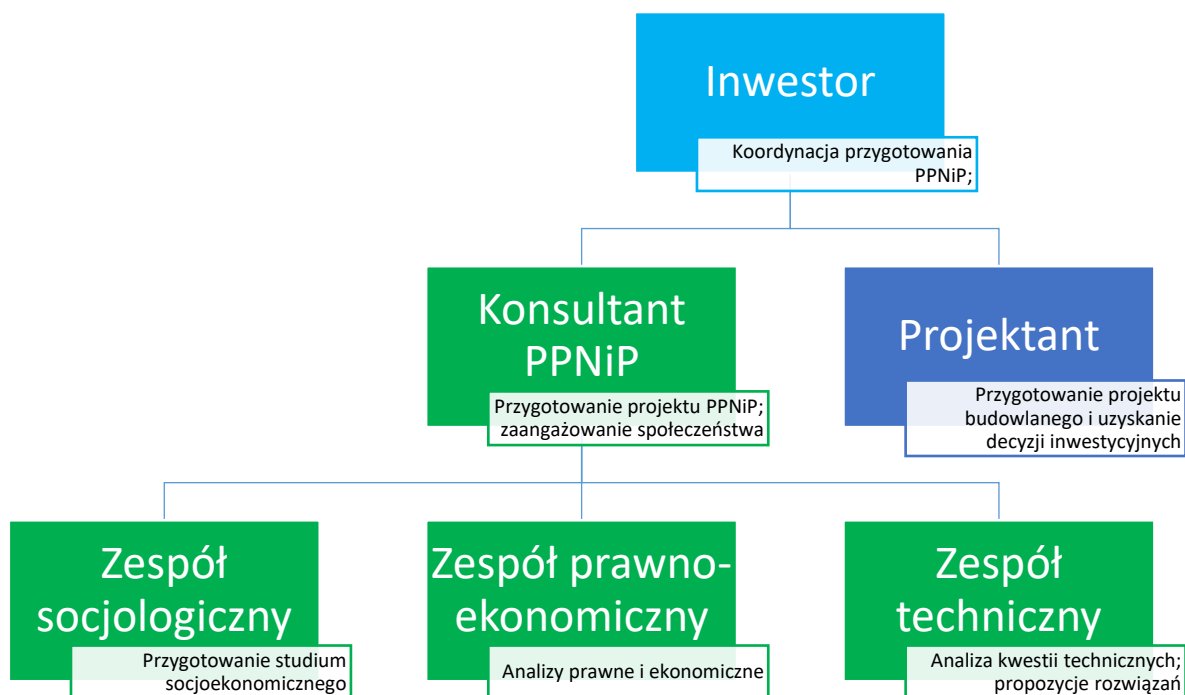 Inwestor
Koordynacja przygotowania
PPNiP;
Konsultant
PPNiP
Przygotowanie projektu PPNiP;
zaangażowanie społeczeństwa
Projektant
Przygotowanie projektu
budowlanego i uzyskanie
decyzji inwestycyjnych
Zespół
socjologiczny
Przygotowanie studium
socjoekonomicznego
Zespół prawno-
ekonomiczny
Analizy prawne i ekonomiczne
Zespół
techniczny
Analiza kwestii technicznych;
propozycje rozwiązań